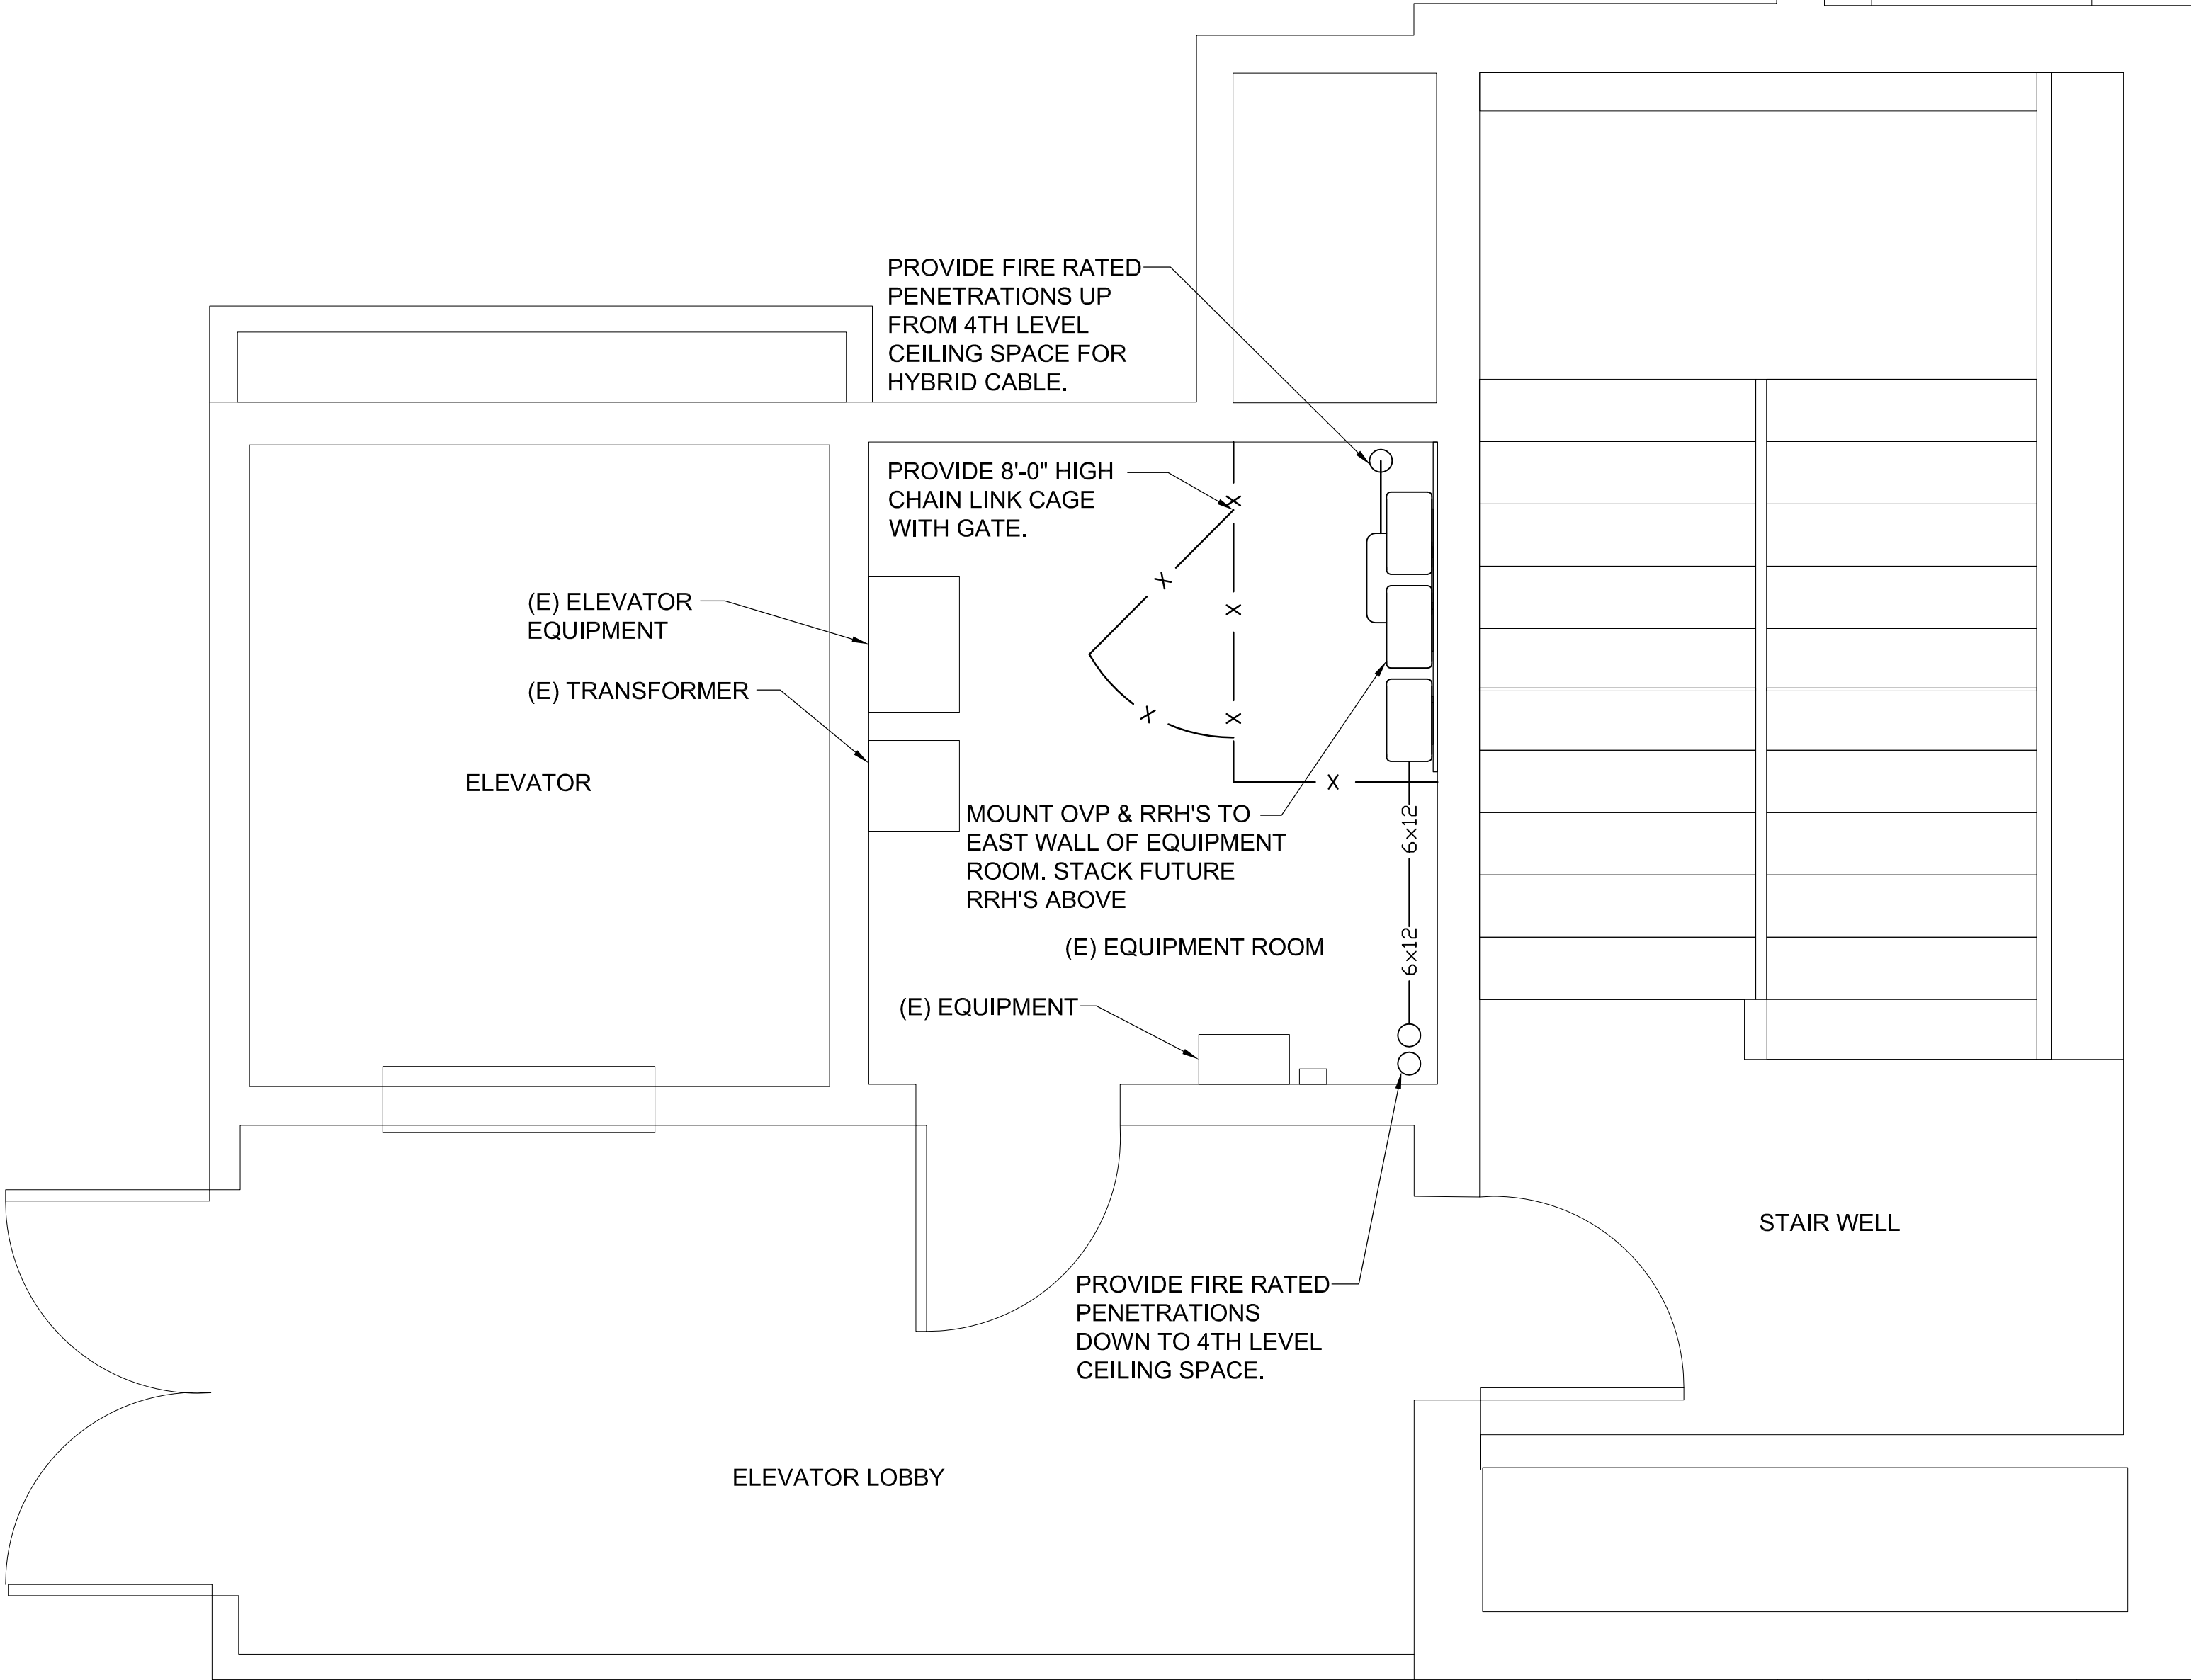 PROVIDE FIRE RATED
PENETRATIONS UP
FROM 4TH LEVEL
CEILING SPACE FOR
HYBRID CABLE.
PROVIDE 8'-0" HIGH
CHAIN LINK CAGE
WITH GATE.
X
X
X
X
X
X
(E) ELEVATOR
EQUIPMENT
(E) TRANSFORMER
ELEVATOR
MOUNT OVP & RRH'S TO
EAST WALL OF EQUIPMENT
ROOM. STACK FUTURE
RRH'S ABOVE
6x12
6x12
(E) EQUIPMENT ROOM
(E) EQUIPMENT
STAIR WELL
PROVIDE FIRE RATED
PENETRATIONS
DOWN TO 4TH LEVEL
CEILING SPACE.
ELEVATOR LOBBY